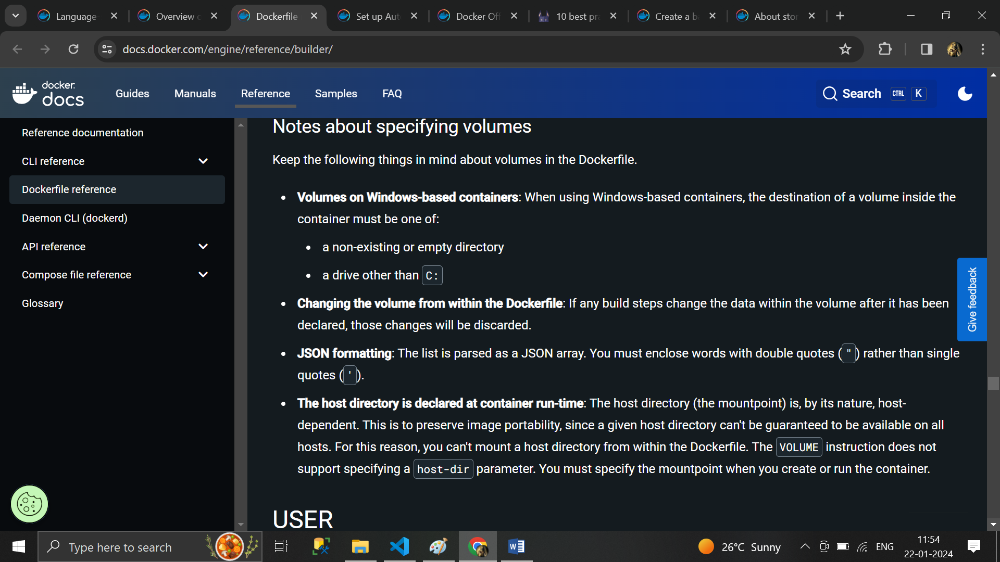 Language-
Overview
Dockerfile
Set up Aut
Docker Off
10 best pra
Create a b
About stor
docs.docker.com/engine/reference/builder/
docker
docs
Guides
Manuals
Reference
Samples
FAQ
Search
CTRL
K
Reference documentation
CLI reference
Dockerfile reference
Daemon CLI (dockerd)
API reference
Compose file reference
Glossary
Notes about specifying volumes
Keep the following things in mind about volumes in the Dockerfile.
• Volumes on Windows-based containers: When using Windows-based containers, the destination of a volume inside the
container must be one of:
• a non-existing or empty directory
• a drive other than C:
• Changing the volume from within the Dockerfile: If any build steps change the data within the volume after it has been
declared, those changes will be discarded.
• JSON formatting: The list is parsed as a JSON array. You must enclose words with double quotes (") rather than single
quotes (').
• The host directory is declared at container run-time: The host directory (the mountpoint) is, by its nature, host-
dependent. This is to preserve image portability, since a given host directory can't be guaranteed to be available on all
hosts. For this reason, you can't mount a host directory from within the Dockerfile. The VOLUME instruction does not
support specifying a host-dir parameter. You must specify the mountpoint when you create or run the container.
USER
Give feedback
Type here to search
26°C Sunny
ENG
11:54
22-01-2024